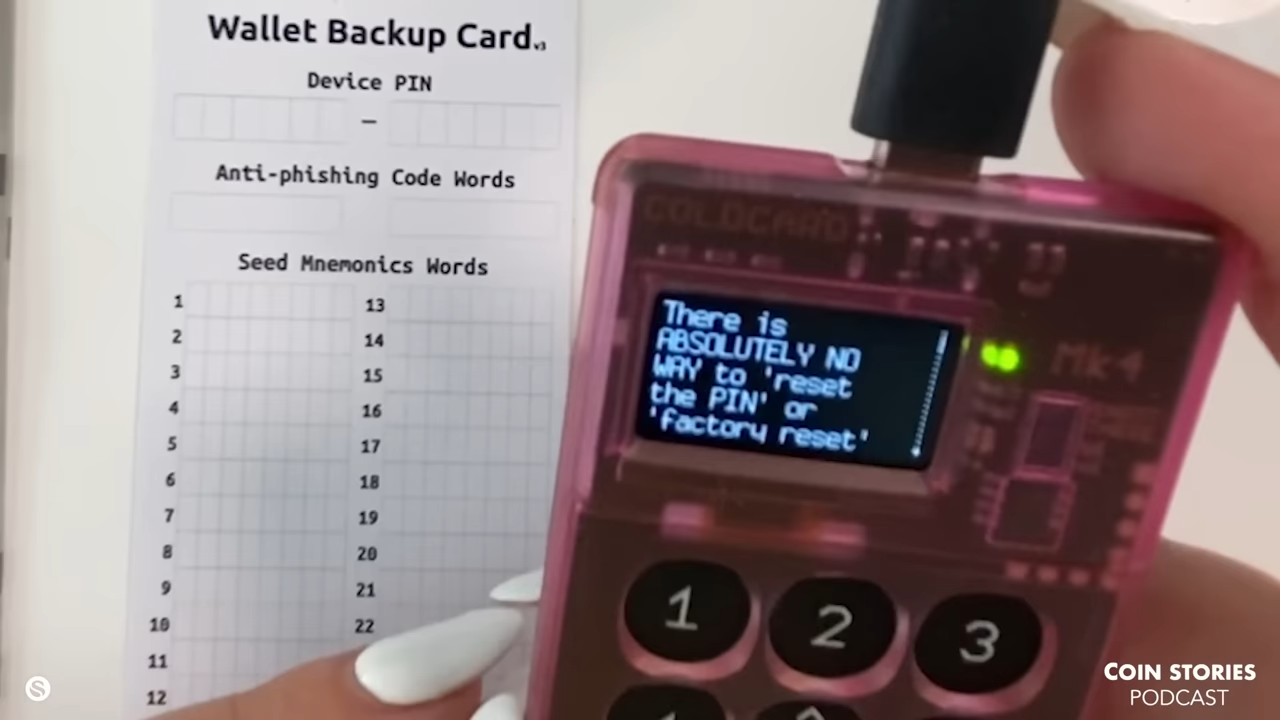 Wallet Backup Card.v3
Device PIN
—
Anti-phishing Code Words
Seed Mnemonics Words
1 13
2 14
3 15
4 16
5 17
6 18
7 19
8 20
9 21
10 22
11
12
COLDCARD
There is
ABSOLUTELY NO
WAY to 'reset
the PIN' or
'factory reset'
Mk4
1 2 3
COIN STORIES
PODCAST